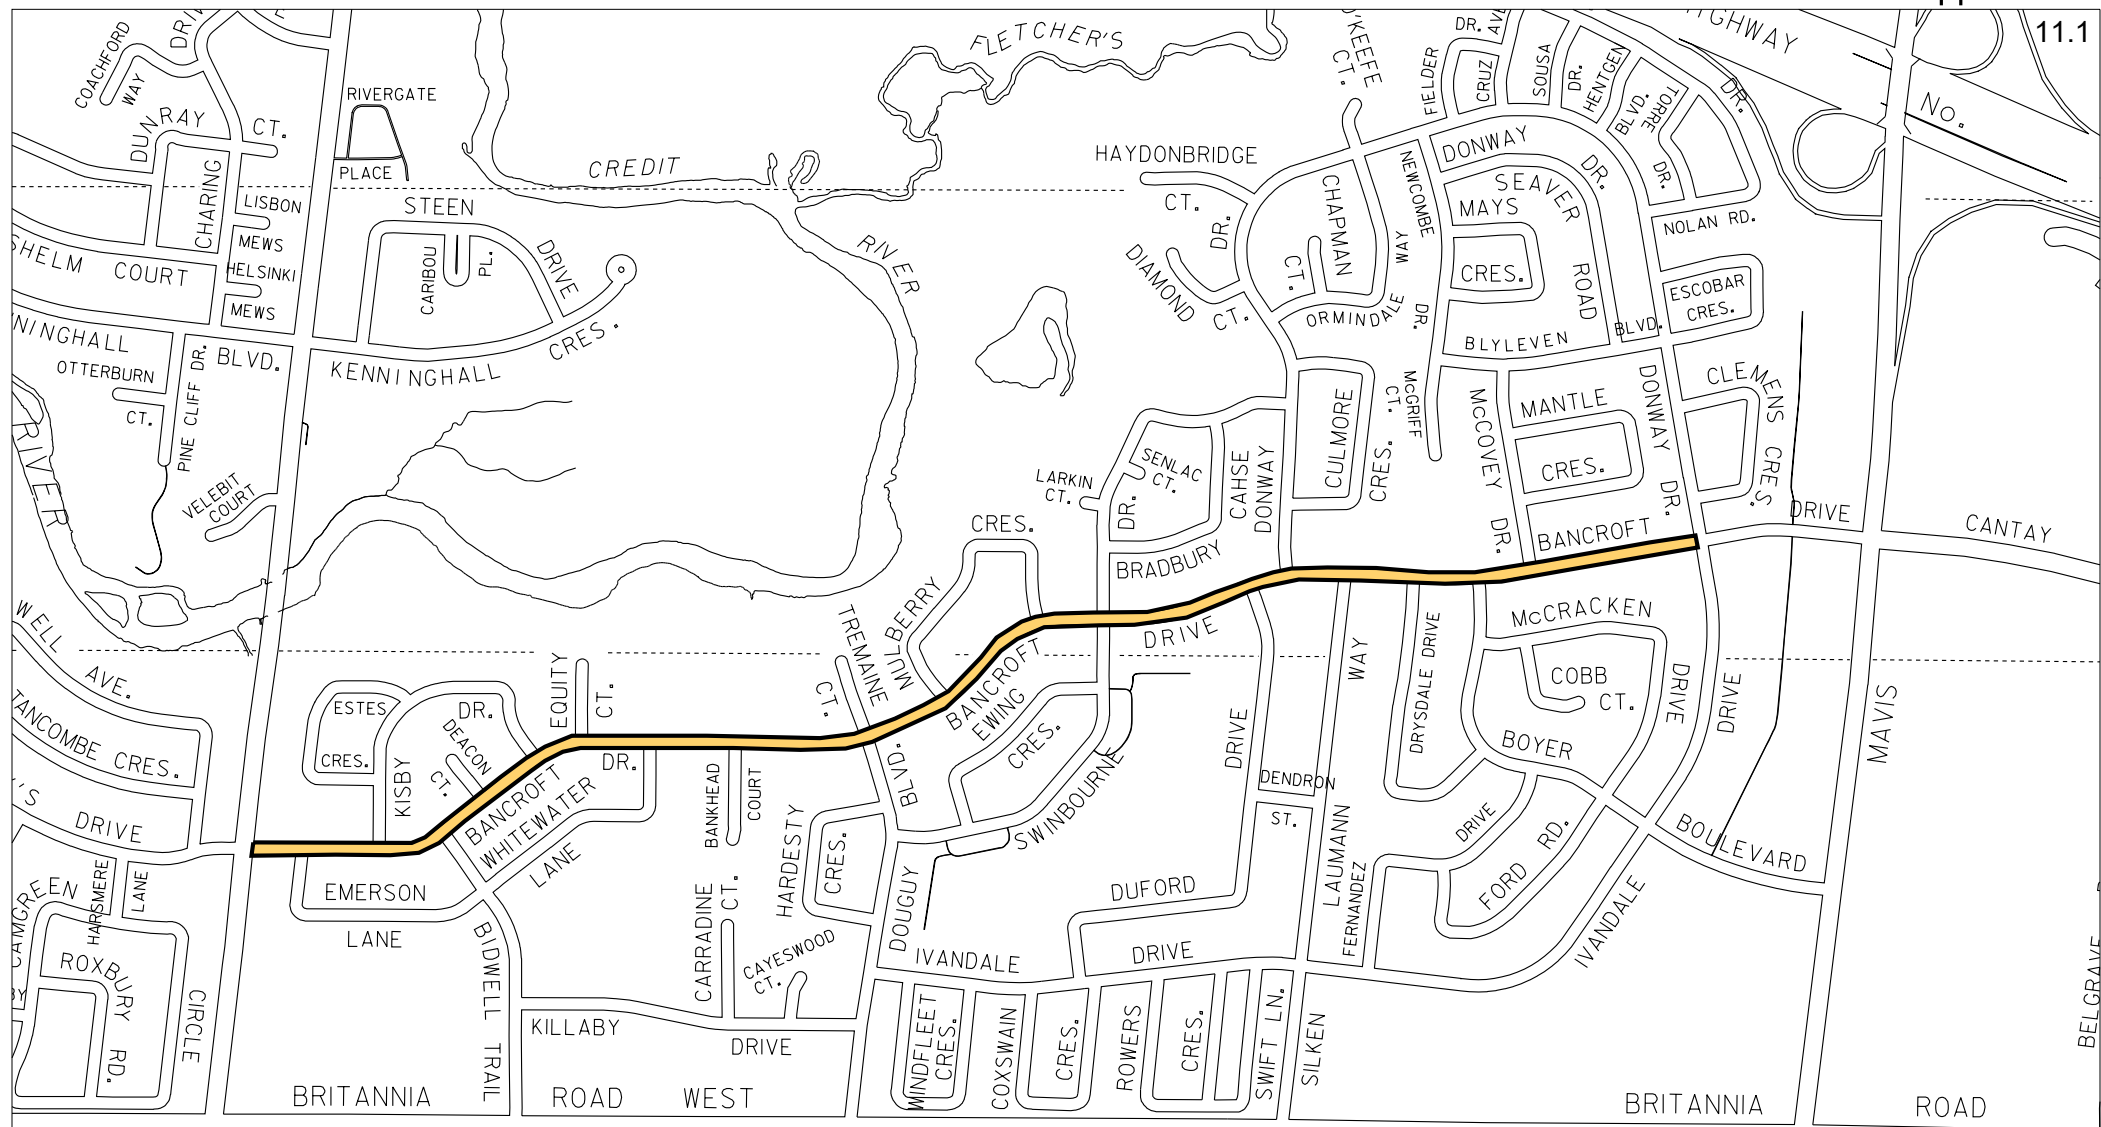 11.1
HIGHWAY
NO.
FLETCHER'S
O'KEEFE
CT.
COACHFORD
WAY
DUNRAY
CT.
CHARING
RIVERGATE
PLACE
CREDIT
RIVER
FIELDER
DR.
CRUZ
SOUSA
DR.
HENTGEN
BLVD.
TORRE
DR.
DR.
HAYDONBRIDGE
CT.
DR.
DONWAY
DR.
SEAVER
ROAD
MAYS
CRES.
NOLAN RD.
CHAPMAN
CT.
NEWCOMBE
DR.
WAY
ORMINDALE
DIAMOND
CT.
STEEN
DRIVE
CARIBOU
PL.
LISBON
MEWS
HELSINKI
MEWS
SHELM COURT
NINGHALL
BLVD.
KENNINGHALL
CRES.
OTTERBURN
CT.
PINE CLIFF DR.
RIVER
VELEBIT
COURT
BLYLEVEN
BLVD.
ESCOBAR
CRES.
CLEMENS
CRES.
McGRIFF
CT.
McCOVEY
DR.
MANTLE
CRES.
DONWAY
DR.
CULMORE
CRES.
CAHSE
DONWAY
SENLAC
CT.
LARKIN
CT.
DR.
BRADBURY
CRES.
MULBERRY
TREMAINE
CT.
BANCROFT
DRIVE
CANTAY
WELL
AVE.
TANCOMBE CRES.
'S
DRIVE
ESTES
CRES.
KISBY
DR.
DEACON
CT.
EQUITY
CT.
BANCROFT
DR.
WHITEWATER
LANE
BANKHEAD
COURT
BANCROFT
DRIVE
EWING
CRES.
SWINBOURNE
BLVD.
HARDESTY
CRES.
DOUGUY
McCRACKEN
DRIVE
COBB
CT.
DRYSDALE DRIVE
WAY
LAUMANN
BOYER
BOULEVARD
DRIVE
MAVIS
DRIVE
DENDRON
ST.
DRIVE
FORD RD.
FERNANDEZ
IVANDALE
DUFORD
IVANDALE
DRIVE
EMERSON
LANE
BIDWELL TRAIL
HARSMERE
LANE
CAMGREEN
ROXBURY
RD.
BY
CIRCLE
CARRADINE
CT.
CAYESWOOD
CT.
KILLABY
DRIVE
WINDFLEET
CRES.
COXSWAIN
CRES.
ROWERS
CRES.
SWIFT LN.
SILKEN
BELGRAVE
BRITANNIA
ROAD
WEST
BRITANNIA
ROAD